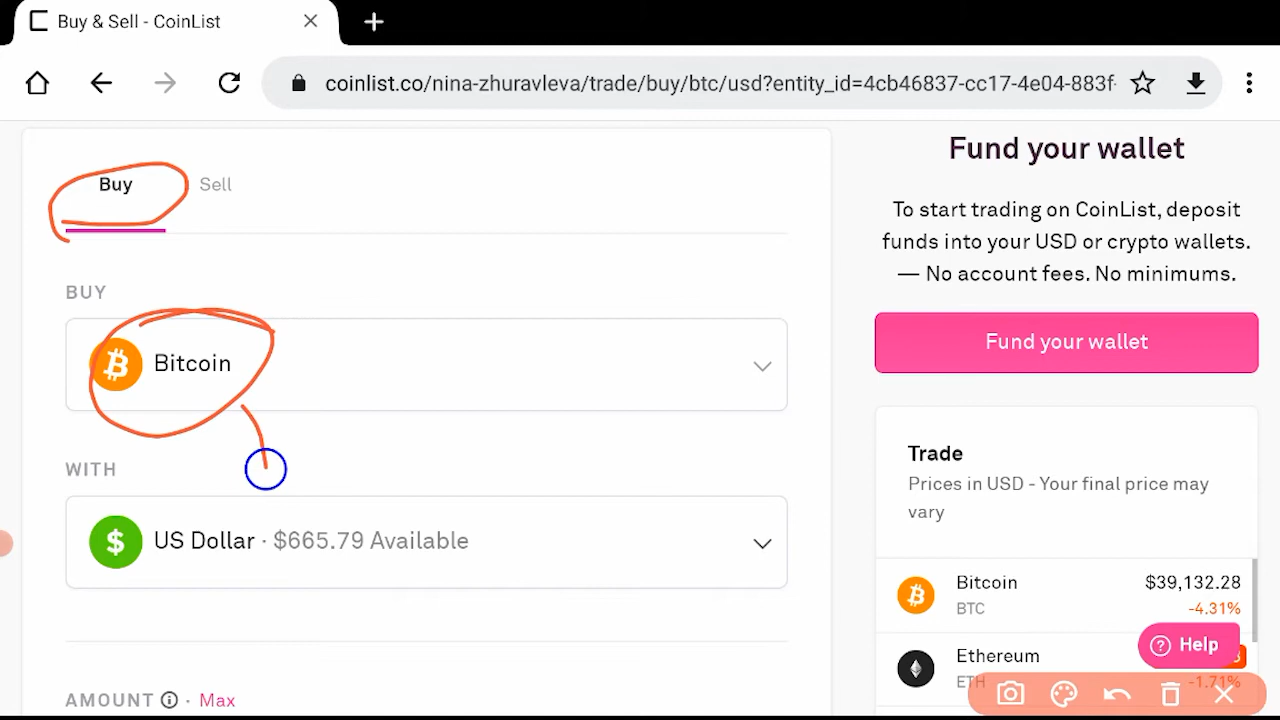 Buy & Sell - CoinList
coinlist.co/nina-zhuravleva/trade/buy/btc/usd?entity_id=4cb46837-cc17-4e04-883f-
Buy
Sell
BUY
Bitcoin
WITH
US Dollar · $665.79 Available
AMOUNT · Max
Fund your wallet
To start trading on CoinList, deposit
funds into your USD or crypto wallets.
— No account fees. No minimums.
Fund your wallet
Trade
Prices in USD - Your final price may
vary
Bitcoin
$39,132.28
BTC
-4.31%
Ethereum
ETH
-1.71%
Help